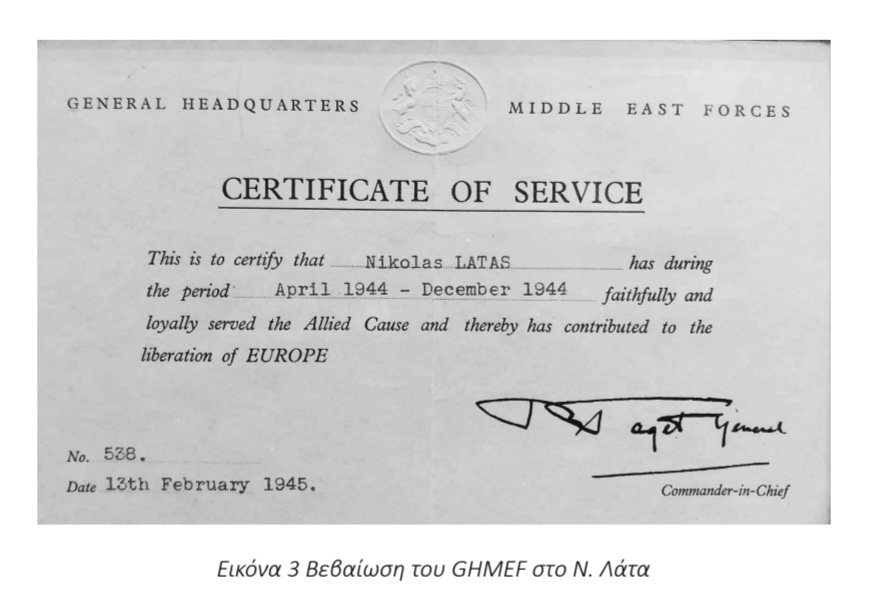 GENERAL HEADQUARTERS MIDDLE EAST FORCES
CERTIFICATE OF SERVICE
This is to certify that Nikolas LATAS has during
the period April 1944 - December 1944 faithfully and
loyally served the Allied Cause and thereby has contributed to the
liberation of EUROPE
aget General
No. 538.
Date 13th February 1945.
Commander-in-Chief
Εικόνα 3 Βεβαίωση του GHMEF στο Ν. Λάτα